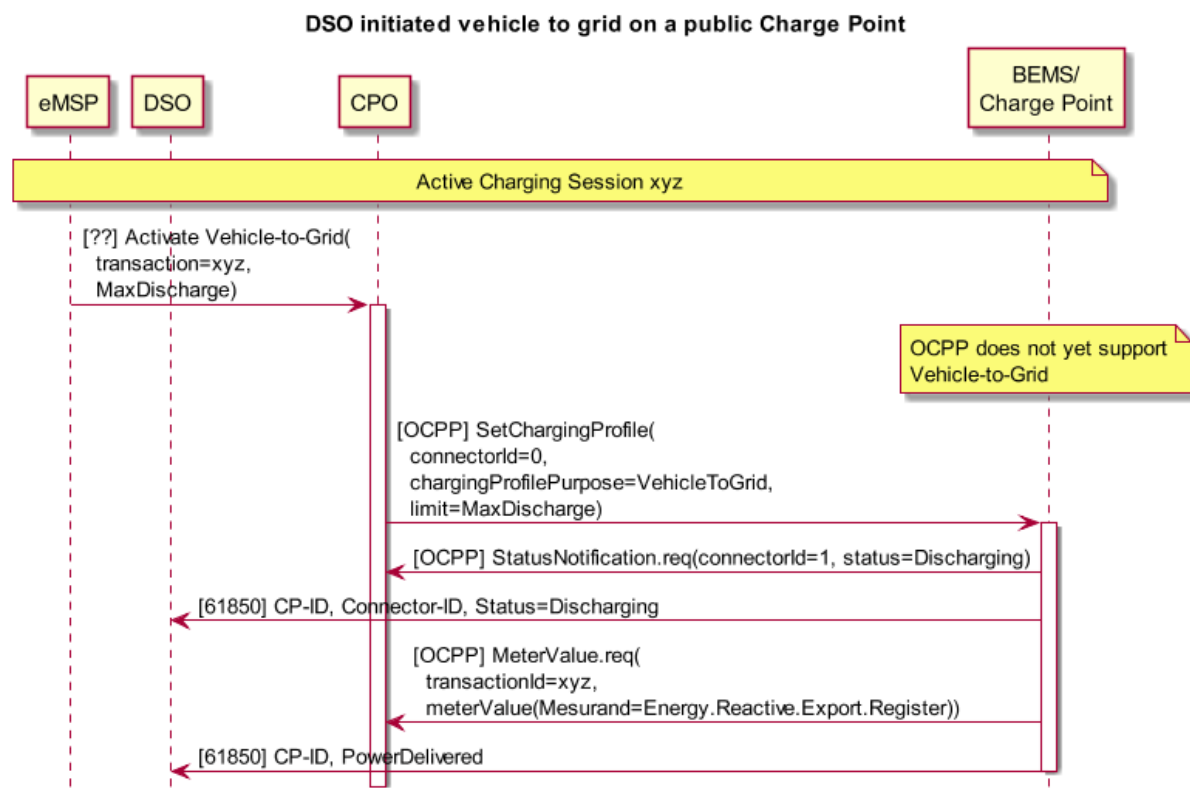 DSO initiated vehicle to grid on a public Charge Point
eMSP
DSO
CPO
BEMS/
Charge Point
Active Charging Session xyz
[??] Activate Vehicle-to-Grid(
transaction=xyz,
MaxDischarge)
OCPP does not yet support
Vehicle-to-Grid
[OCPP] SetChargingProfile(
connectorId=0,
chargingProfilePurpose=VehicleToGrid,
limit=MaxDischarge)
[OCPP] StatusNotification.req(connectorId=1, status=Discharging)
[61850] CP-ID, Connector-ID, Status=Discharging
[OCPP] MeterValue.req(
transactionId=xyz,
meterValue(Mesurand=Energy.Reactive.Export.Register))
[61850] CP-ID, PowerDelivered